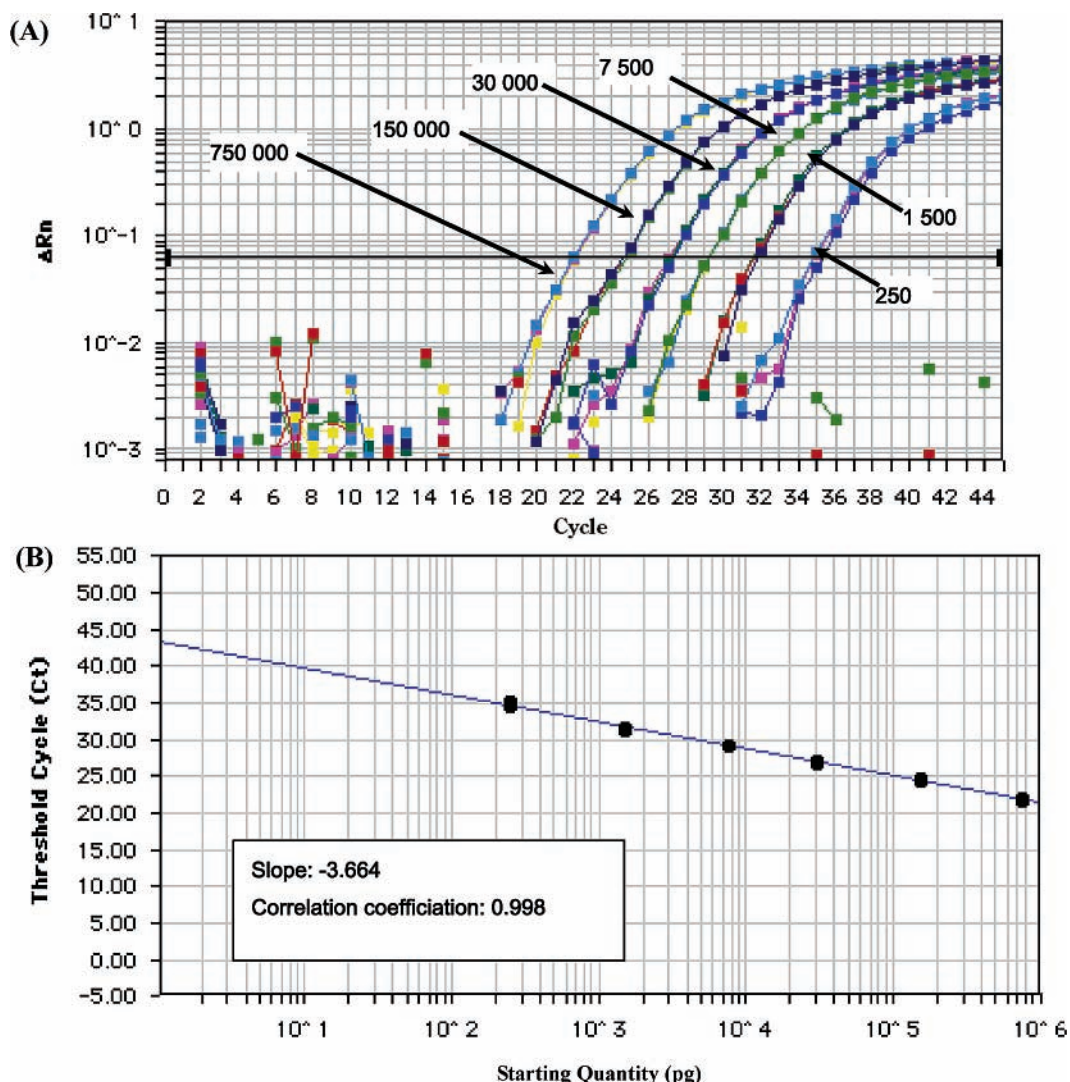 (A)
10^ 1
10^ 0
10^-1
10^-2
10^-3
ΔRn
750 000
150 000
30 000
7 500
1 500
250
0 2 4 6 8 10 12 14 16 18 20 22 24 26 28 30 32 34 36 38 40 42 44
Cycle
(B)
55.00
50.00
45.00
40.00
35.00
30.00
25.00
20.00
15.00
10.00
5.00
0.00
-5.00
Threshold Cycle (Ct)
Slope: -3.664
Correlation coefficiation: 0.998
10^ 1 10^ 2 10^ 3 10^ 4 10^ 5 10^ 6
Starting Quantity (pg)